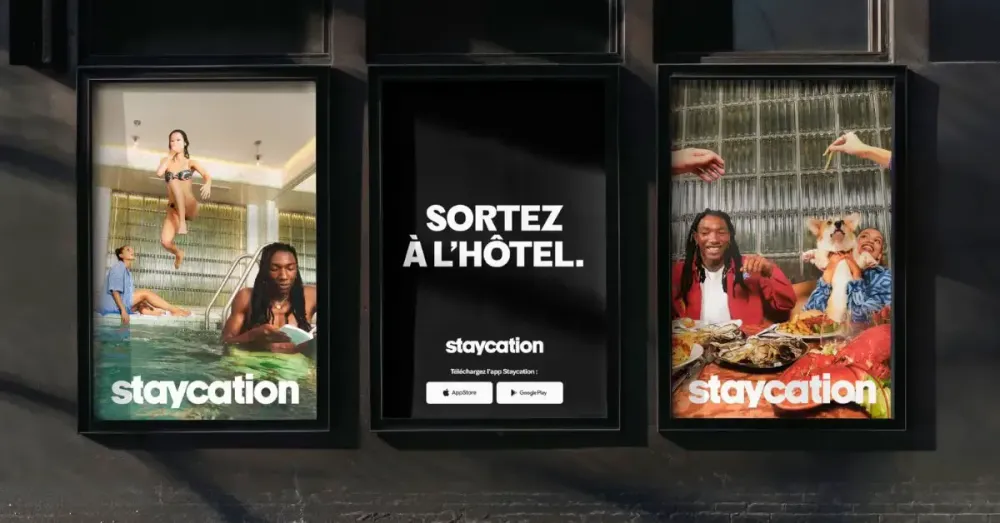 staycation
SORTEZ
À L'HÔTEL.
staycation
Téléchargez l'app Staycation :
AppStore
Google Play
staycation